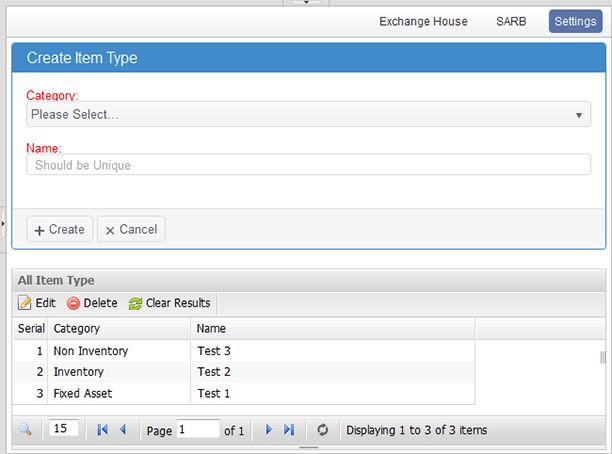 Exchange House SARB Settings
Create Item Type
Category:
Please Select...
Name:
Should be Unique
Create Cancel
All Item Type
Edit Delete Clear Results
Serial Category Name
1 Non Inventory Test 3
2 Inventory Test 2
3 Fixed Asset Test 1
15 Page 1 of 1 Displaying 1 to 3 of 3 items